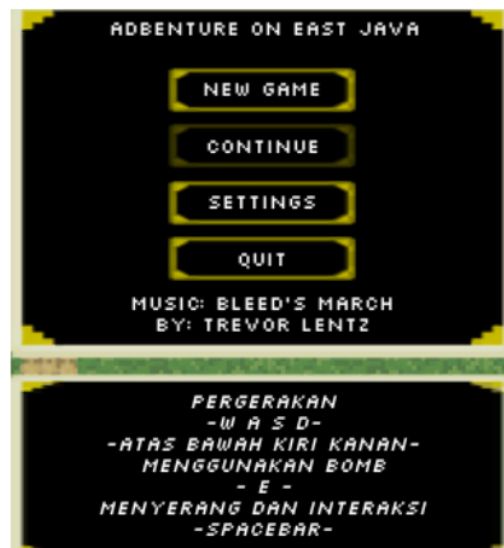 ADBENTURE ON EAST JAVA
NEW GAME
CONTINUE
SETTINGS
QUIT
MUSIC: BLEED'S MARCH
BY: TREVOR LENTZ
PERGERAKAN
-W A S D-
-ATAS BAWAH KIRI KANAN-
MENGGUNAKAN BOMB
- E -
MENYERANG DAN INTERAKSI
-SPACEBAR-